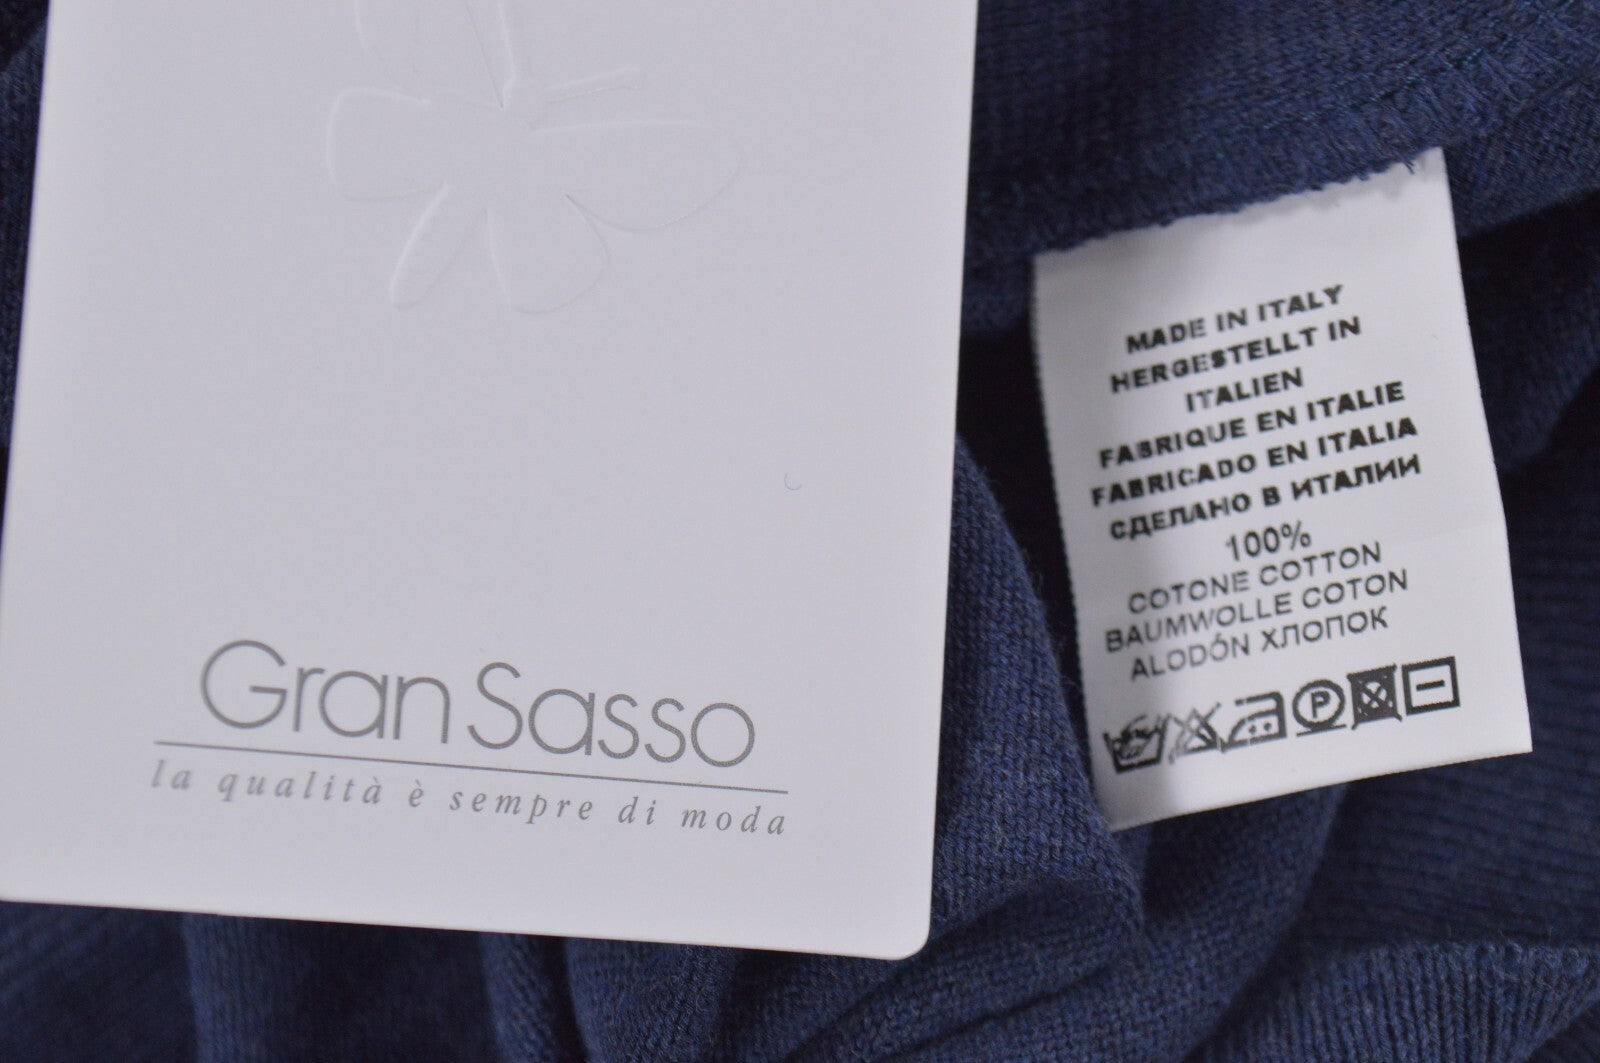 Gran Sasso
la qualità è sempre di moda
MADE IN ITALY
HERGESTELLT IN
ITALIEN
FABRIQUE EN ITALIE
FABRICADO EN ITALIA
СДЕЛАНО В ИТАЛИИ
100%
COTONE COTTON
BAUMWOLLE COTON
ALODÓN ХЛОПОК
P